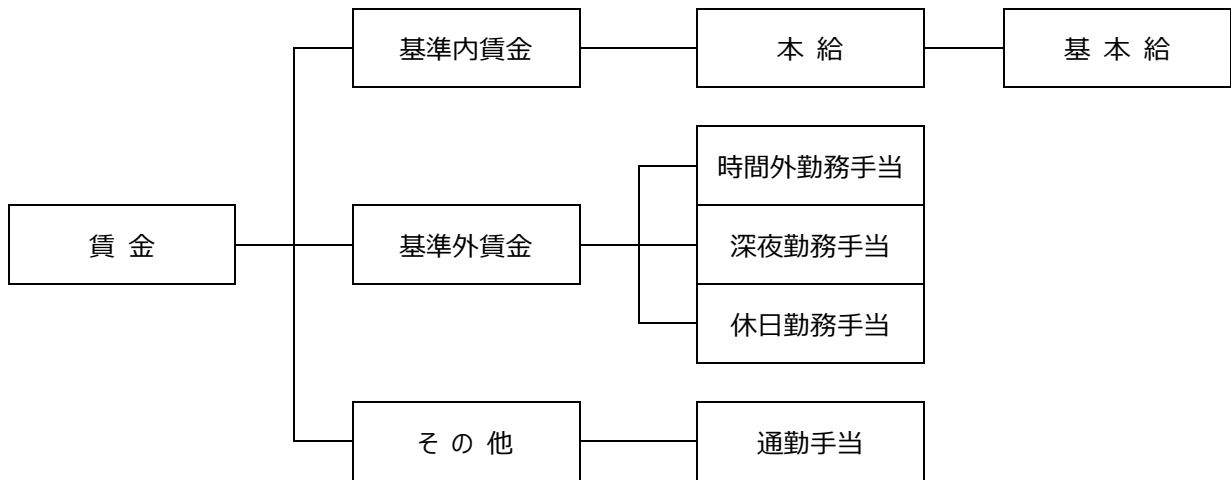 基準内賃金
本 給
基 本 給
時間外勤務手当
賃 金
基準外賃金
深夜勤務手当
休日勤務手当
そ の 他
通勤手当